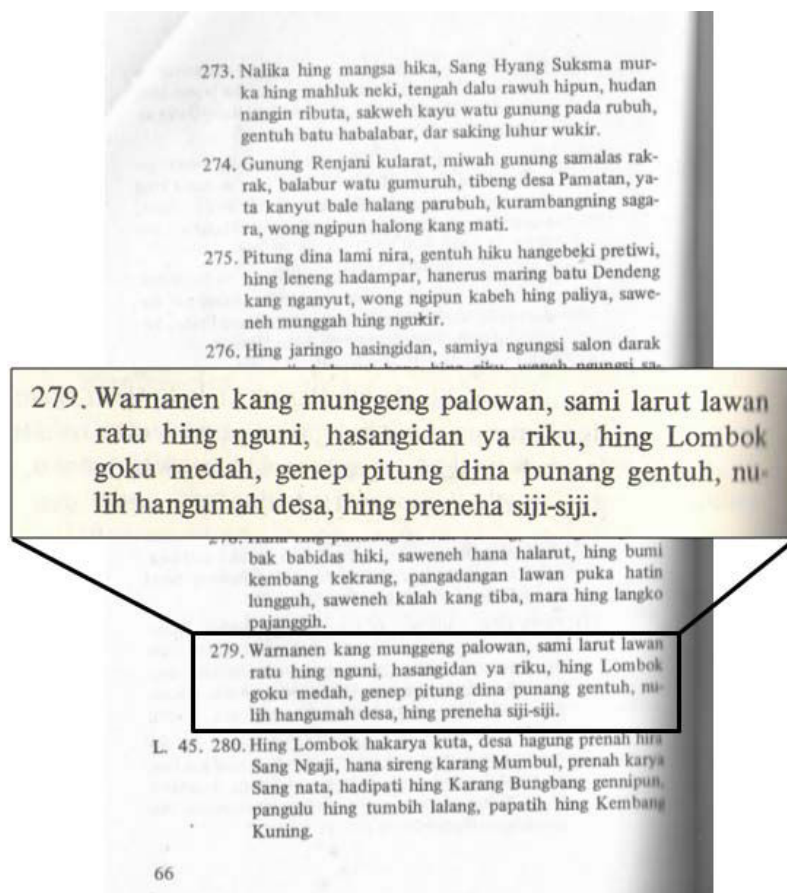 273. Nalika hing mangsa hika, Sang Hyang Suksma mur-
ka hing mahluk neki, tengah dalu rawuh hipun, hudan
nangin ributa, sakweh kayu watu gunung pada rubuh,
gentuh batu habalabar, dar saking luhur wukir.
274. Gunung Renjani kularat, miwah gunung samalas rak-
rak, balabur watu gumuruh, tibeng desa Pamatan, ya-
ta kanyut bale halang parubuh, kurambangning saga-
ra, wong ngipun halong kang mati.
275. Pitung dina lami nira, gentuh hiku hangebeki pretiwi,
hing leneng hadampar, hanerus maring batu Dendeng
kang nganyut, wong ngipun kabeh hing paliya, sawe-
neh munggah hing ngukir.
276. Hing jaringo hasingidan, samiya ngungsi salon darak
279. Warnanen kang munggeng palowan, sami larut lawan
ratu hing nguni, hasangidan ya riku, hing Lombok
goku medah, genep pitung dina punang gentuh, nu-
lih hangumah desa, hing preneha siji-siji.
bak babidas hiki, saweneh hana halarut, hing bumi
kembang kekrang, pangadangan lawan puka hatin
lungguh, saweneh kalah kang tiba, mara hing langko
pajanggih.
279. Warnanen kang munggeng palowan, sami larut lawan
ratu hing nguni, hasangidan ya riku, hing Lombok
goku medah, genep pitung dina punang gentuh, nu-
lih hangumah desa, hing preneha siji-siji.
L. 45. 280. Hing Lombok hakarya kuta, desa hagung prenah hira
Sang Ngaji, hana sireng karang Mumbul, prenah karya
Sang nata, hadipati hing Karang Bungbang gennipun,
pangulu hing tumbih lalang, papatih hing Kembang
Kuning.
66